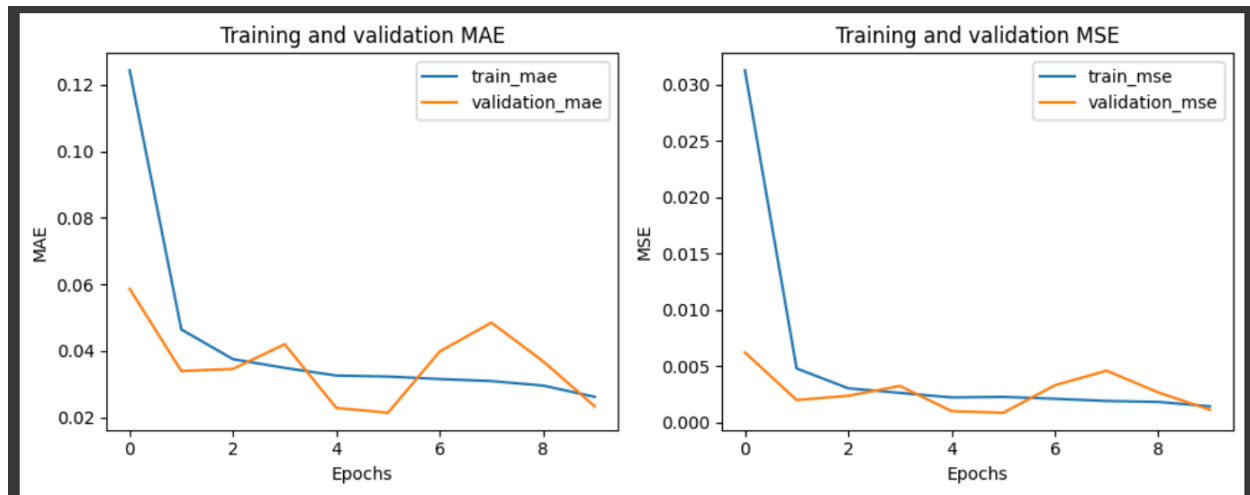 Training and validation MAE
train_mae
validation_mae
0.12
0.10
0.08
0.06
0.04
0.02
MAE
0 2 4 6 8
Epochs
Training and validation MSE
train_mse
validation_mse
0.030
0.025
0.020
0.015
0.010
0.005
0.000
MSE
0 2 4 6 8
Epochs